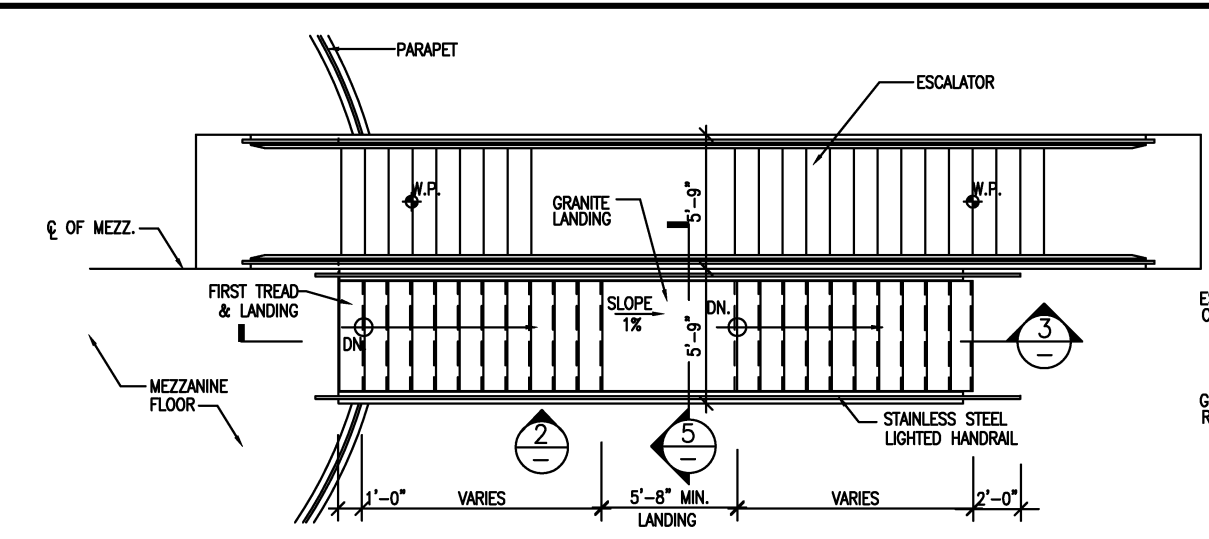 PARAPET
ESCALATOR
W.P.
W.P.
5'-9"
GRANITE
LANDING
℄ OF MEZZ.
FIRST TREAD
& LANDING
SLOPE
1%
DN.
DN
5'-9"
3
–
MEZZANINE
FLOOR
STAINLESS STEEL
LIGHTED HANDRAIL
2
–
5
–
1'-0"
VARIES
5'-8" MIN.
LANDING
VARIES
2'-0"